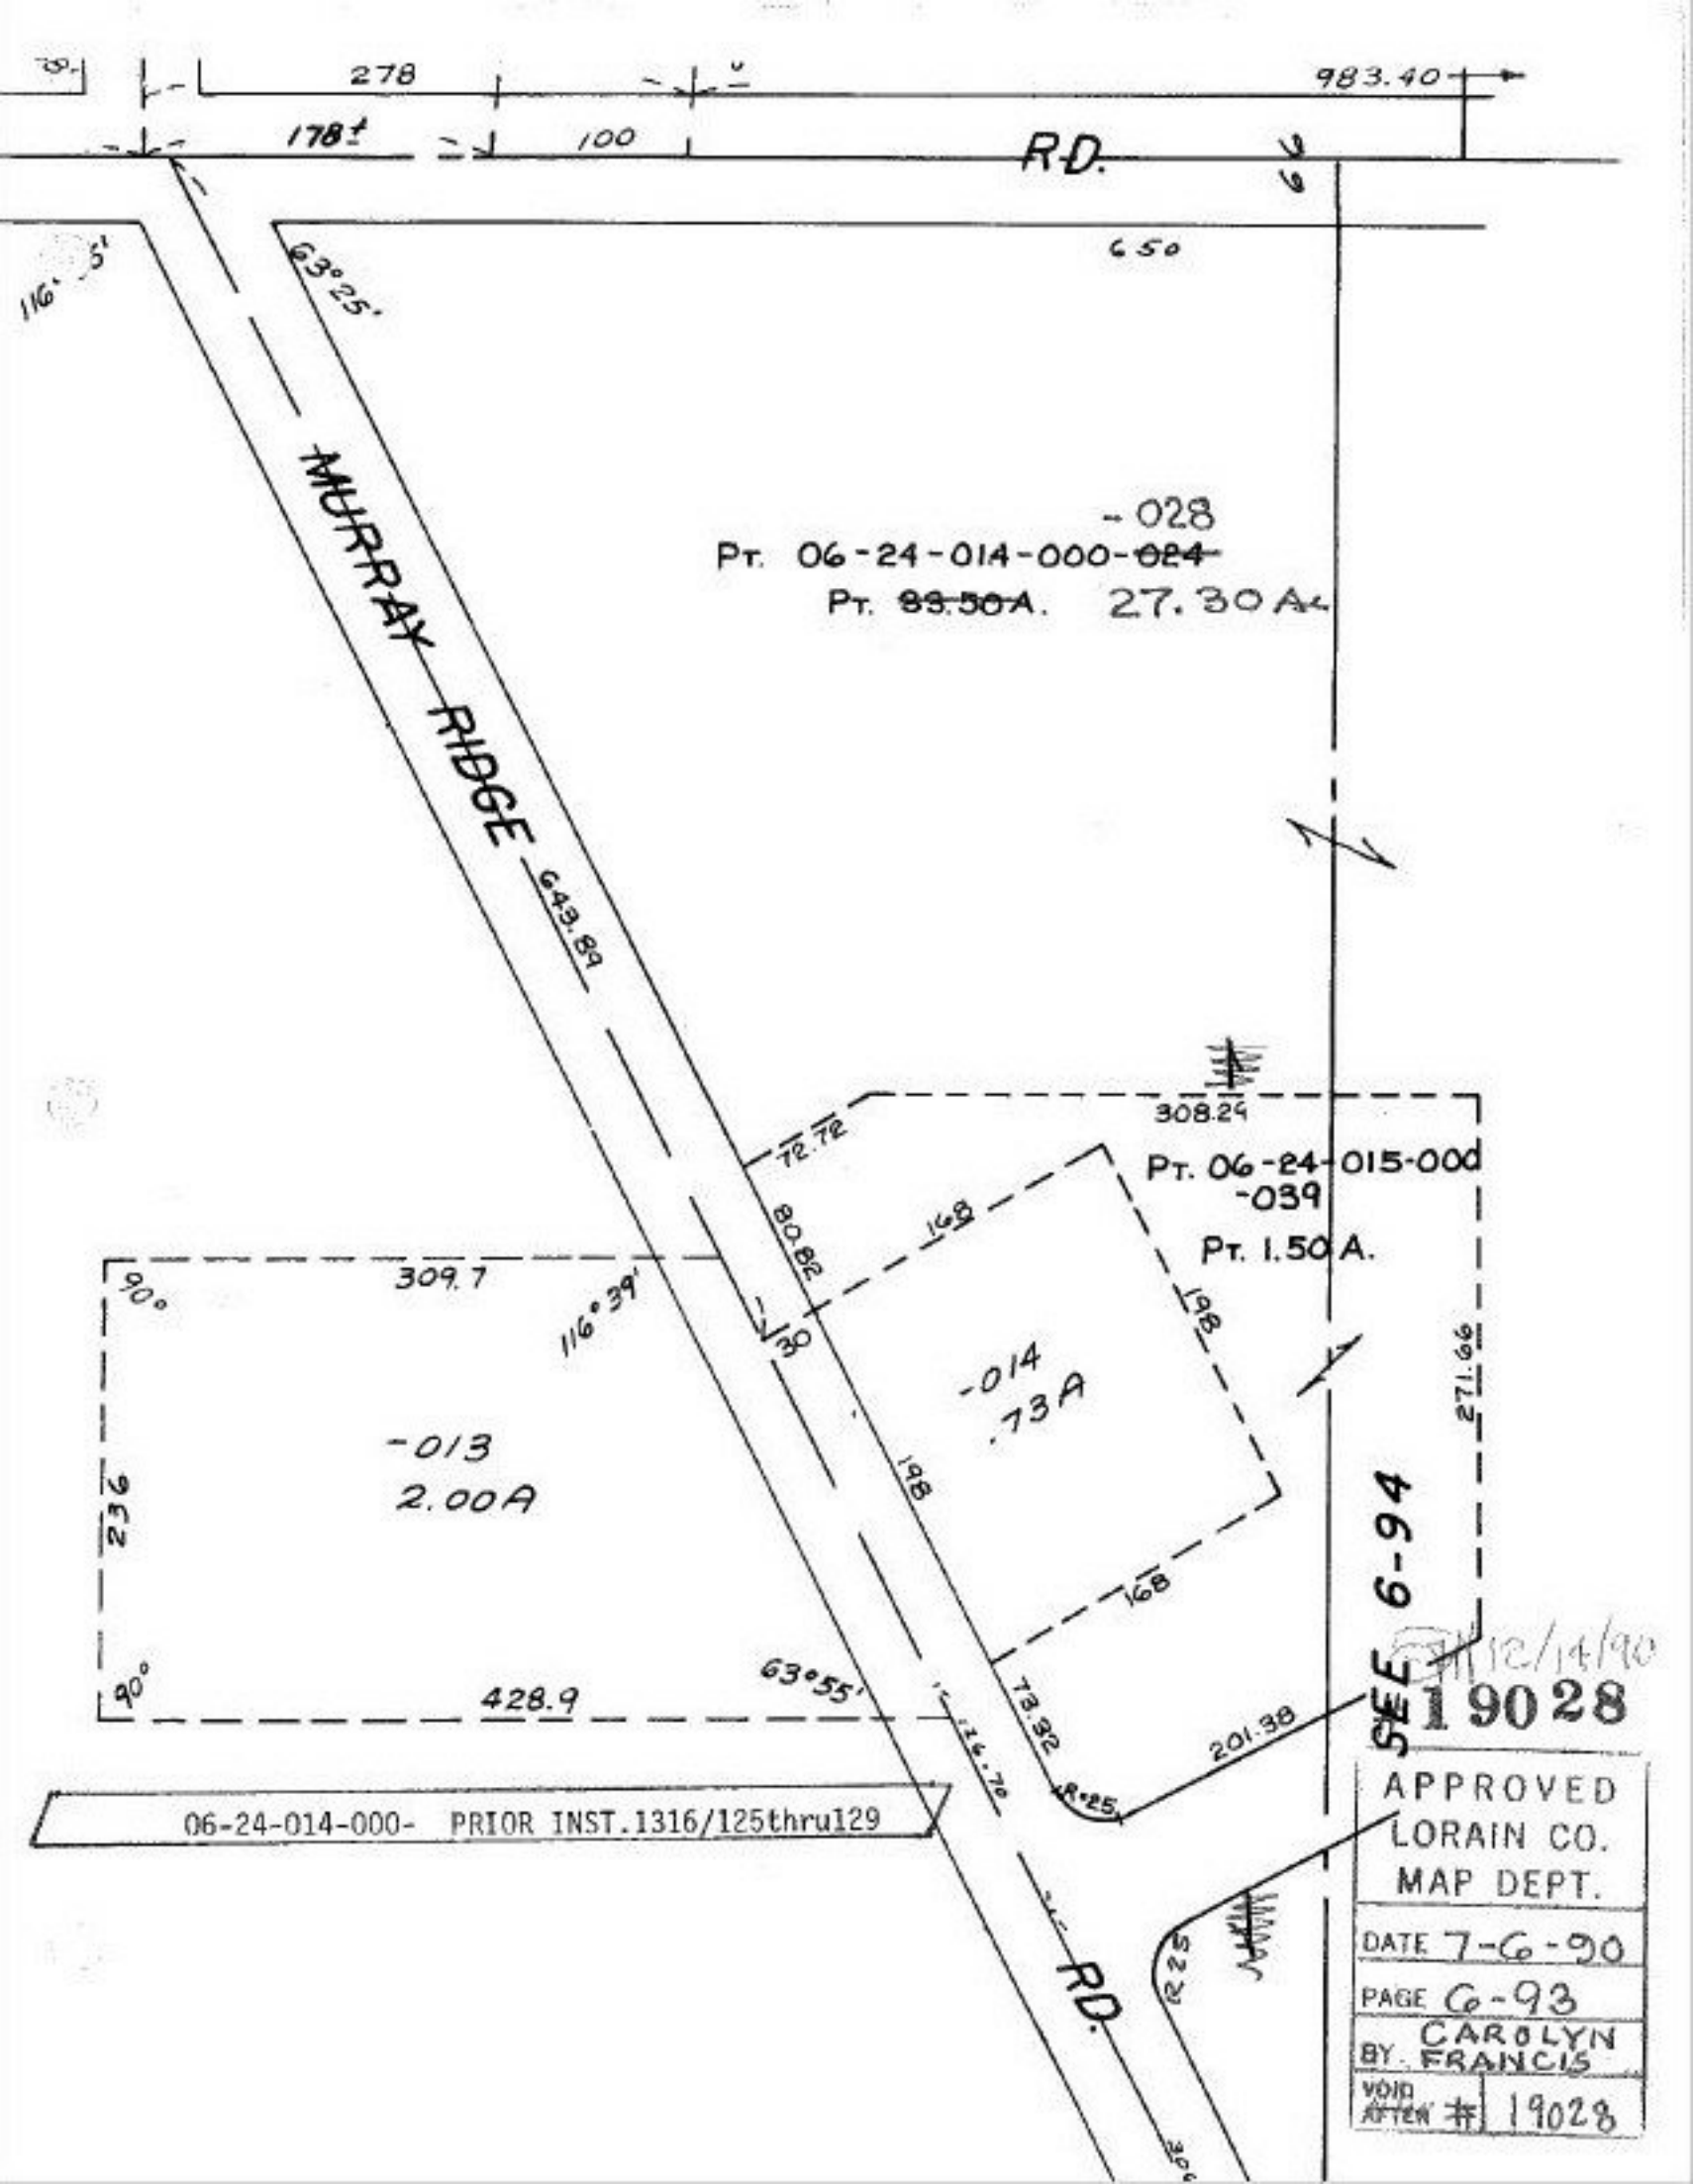 278
983.40
178±
100
RD.
66
650
63°25'
116°
5'
MURRAY RIDGE
-028
PT. 06-24-014-000-024
PT. 83.50A. 27.30 Ac
643.89
308.29
72.72
PT. 06-24-015-000
-039
PT. 1.50 A.
80.82
168
198
309.7
90°
116°39'
30
-014
.73A
271.66
-013
2.00A
236
198
168
SEE 6-94
63°55'
90°
428.9
73.32
201.38
12/14/90
19028
126.70
R=25
06-24-014-000- PRIOR INST.1316/125thru129
APPROVED
LORAIN CO.
MAP DEPT.
DATE 7-6-90
PAGE 6-93
BY CAROLYN
FRANCIS
VOID
AFTER # 19028
R25
RD.
306